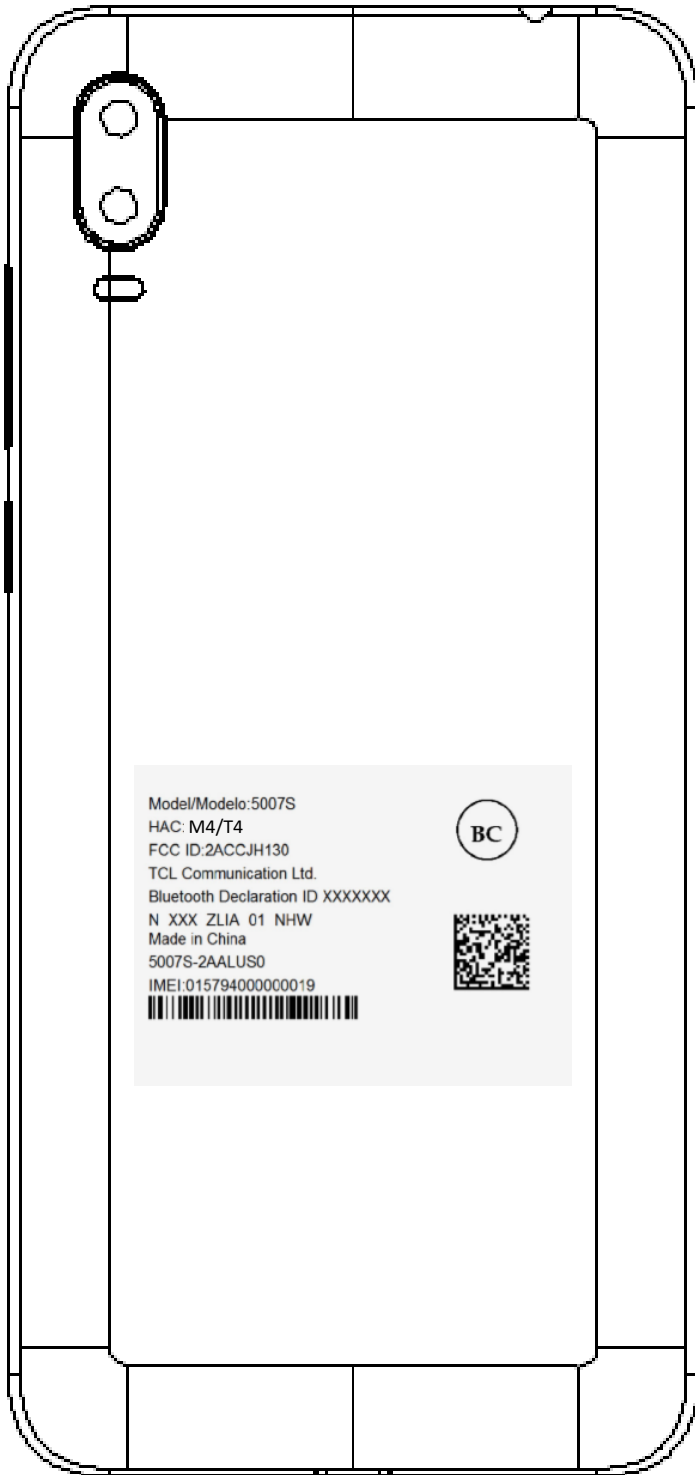 Model/Modelo:5007S
HAC: M4/T4
FCC ID:2ACCJH130
TCL Communication Ltd.
Bluetooth Declaration ID XXXXXXX
N XXX ZLIA 01 NHW
Made in China
5007S-2AALUS0
IMEI:015794000000019
BC